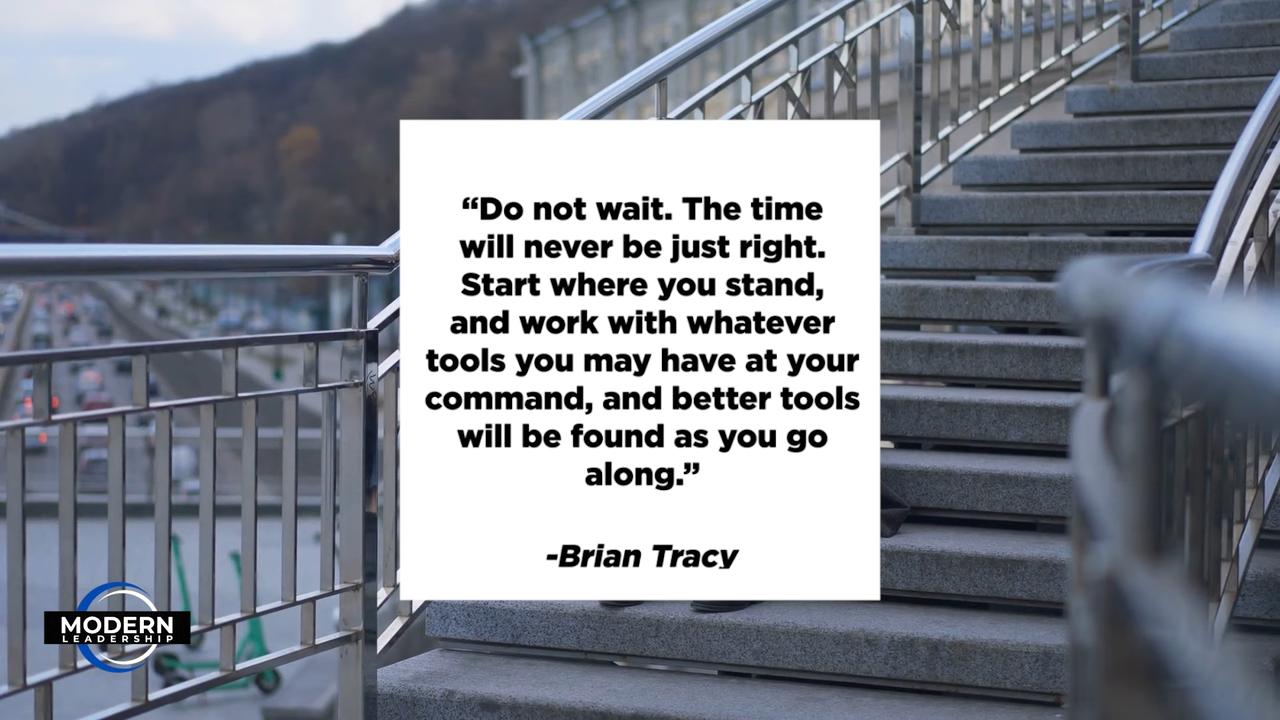 “Do not wait. The time
will never be just right.
Start where you stand,
and work with whatever
tools you may have at your
command, and better tools
will be found as you go
along.”
-Brian Tracy
MODERN
LEADERSHIP